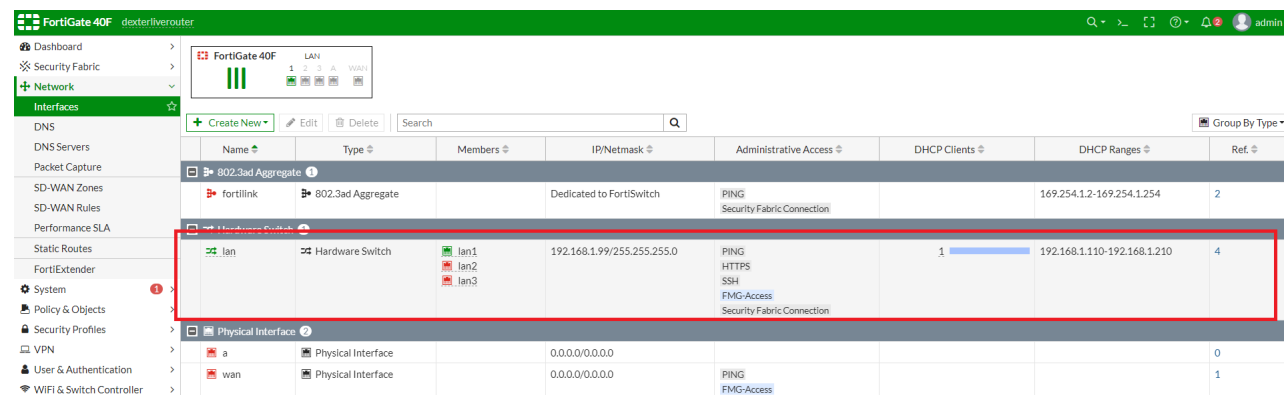 FortiGate 40F dexterliverouter
2 admin
Dashboard
Security Fabric
Network
Interfaces
DNS
DNS Servers
Packet Capture
SD-WAN Zones
SD-WAN Rules
Performance SLA
Static Routes
FortiExtender
System 1
Policy & Objects
Security Profiles
VPN
User & Authentication
WiFi & Switch Controller
FortiGate 40F LAN
1 2 3 A WAN
Create New Edit Delete Search Group By Type
Name Type Members IP/Netmask Administrative Access DHCP Clients DHCP Ranges Ref.
802.3ad Aggregate 1
fortilink 802.3ad Aggregate Dedicated to FortiSwitch PING 169.254.1.2-169.254.1.254 2
Security Fabric Connection
Hardware Switch 1
lan Hardware Switch lan1 192.168.1.99/255.255.255.0 PING 1 192.168.1.110-192.168.1.210 4
lan2 HTTPS
lan3 SSH
FMG-Access
Security Fabric Connection
Physical Interface 2
a Physical Interface 0.0.0.0/0.0.0.0 0
wan Physical Interface 0.0.0.0/0.0.0.0 PING 1
FMG-Access